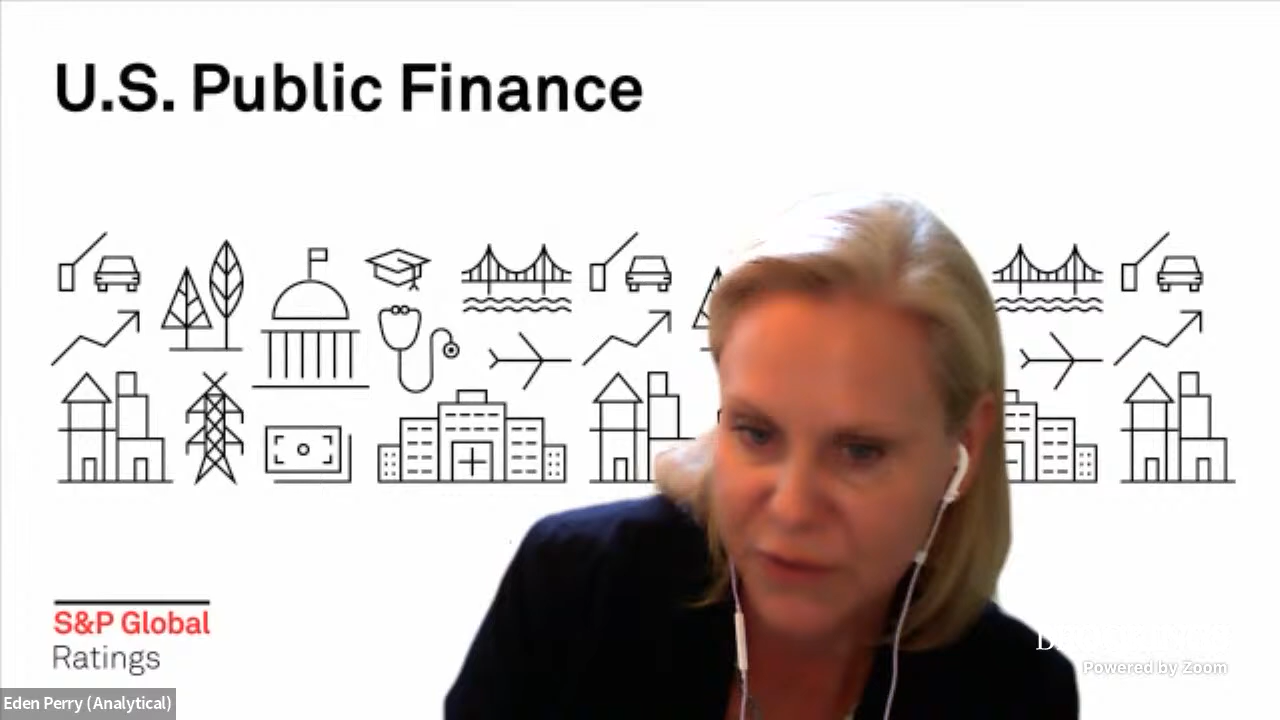 U.S. Public Finance
S&P Global
Ratings
Powered by Zoom
Eden Perry (Analytical)